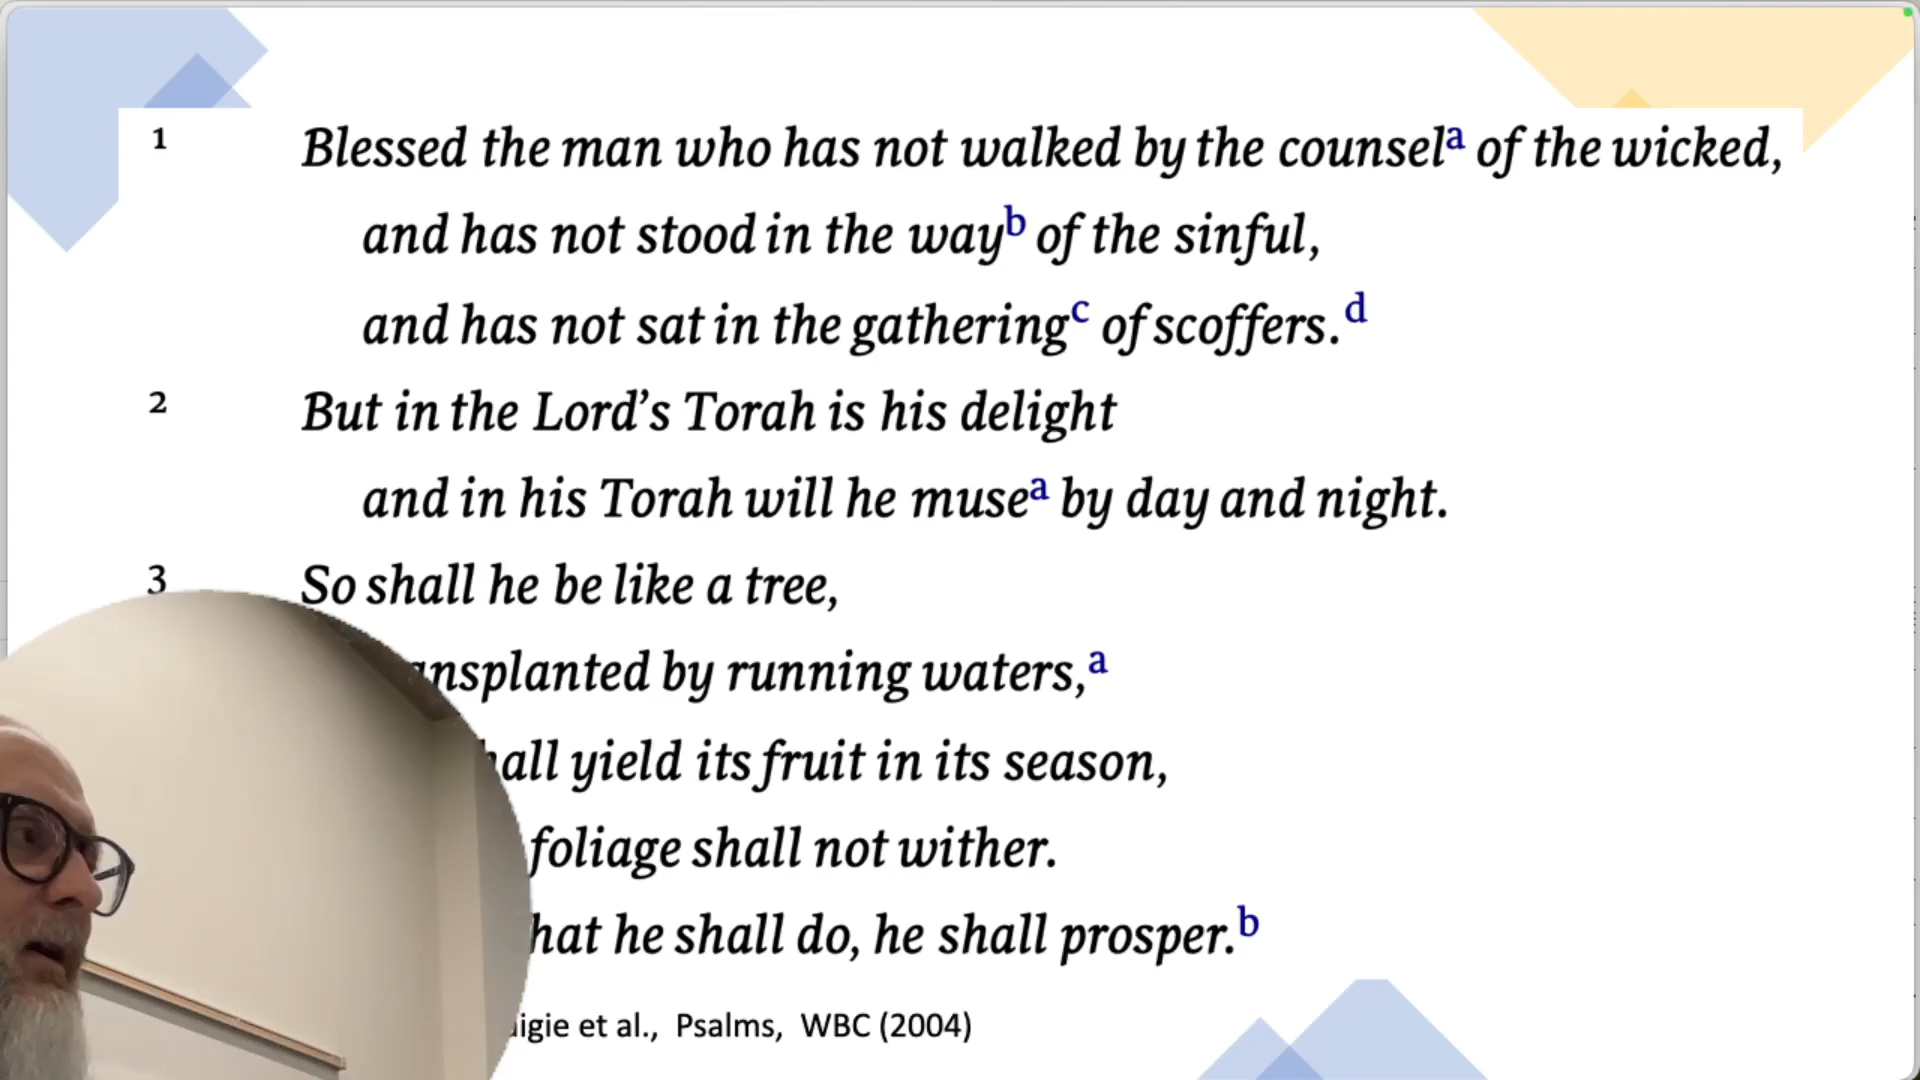 1 Blessed the man who has not walked by the counselᵃ of the wicked,
and has not stood in the wayᵇ of the sinful,
and has not sat in the gatheringᶜ of scoffers.ᵈ
2 But in the Lord’s Torah is his delight
and in his Torah will he museᵃ by day and night.
3 So shall he be like a tree,
by running waters,ᵃ
yield its fruit in its season,
foliage shall not wither.
he shall do, he shall prosper.ᵇ
et al., Psalms, WBC (2004)